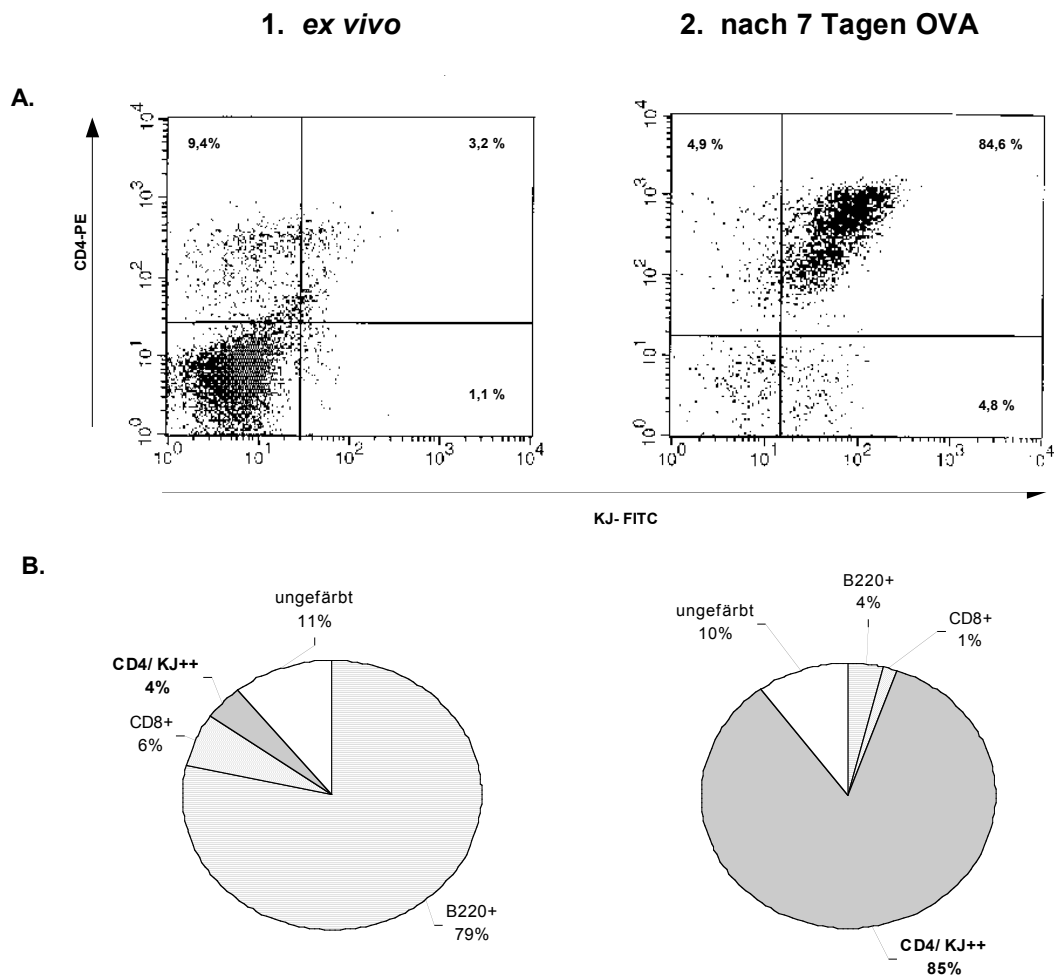 1. ex vivo
2. nach 7 Tagen OVA
A.
10^4
10^3
10^2
10^1
10^0
CD4-PE
9,4%
3,2 %
1,1 %
10^0 10^1 10^2 10^3 10^4
10^4
10^3
10^2
10^1
10^0
4,9 %
84,6 %
4,8 %
10^0 10^1 10^2 10^3 10^4
KJ- FITC
B.
ungefärbt
11%
CD4/ KJ++
4%
CD8+
6%
B220+
79%
B220+
4%
ungefärbt
10%
CD8+
1%
CD4/ KJ++
85%